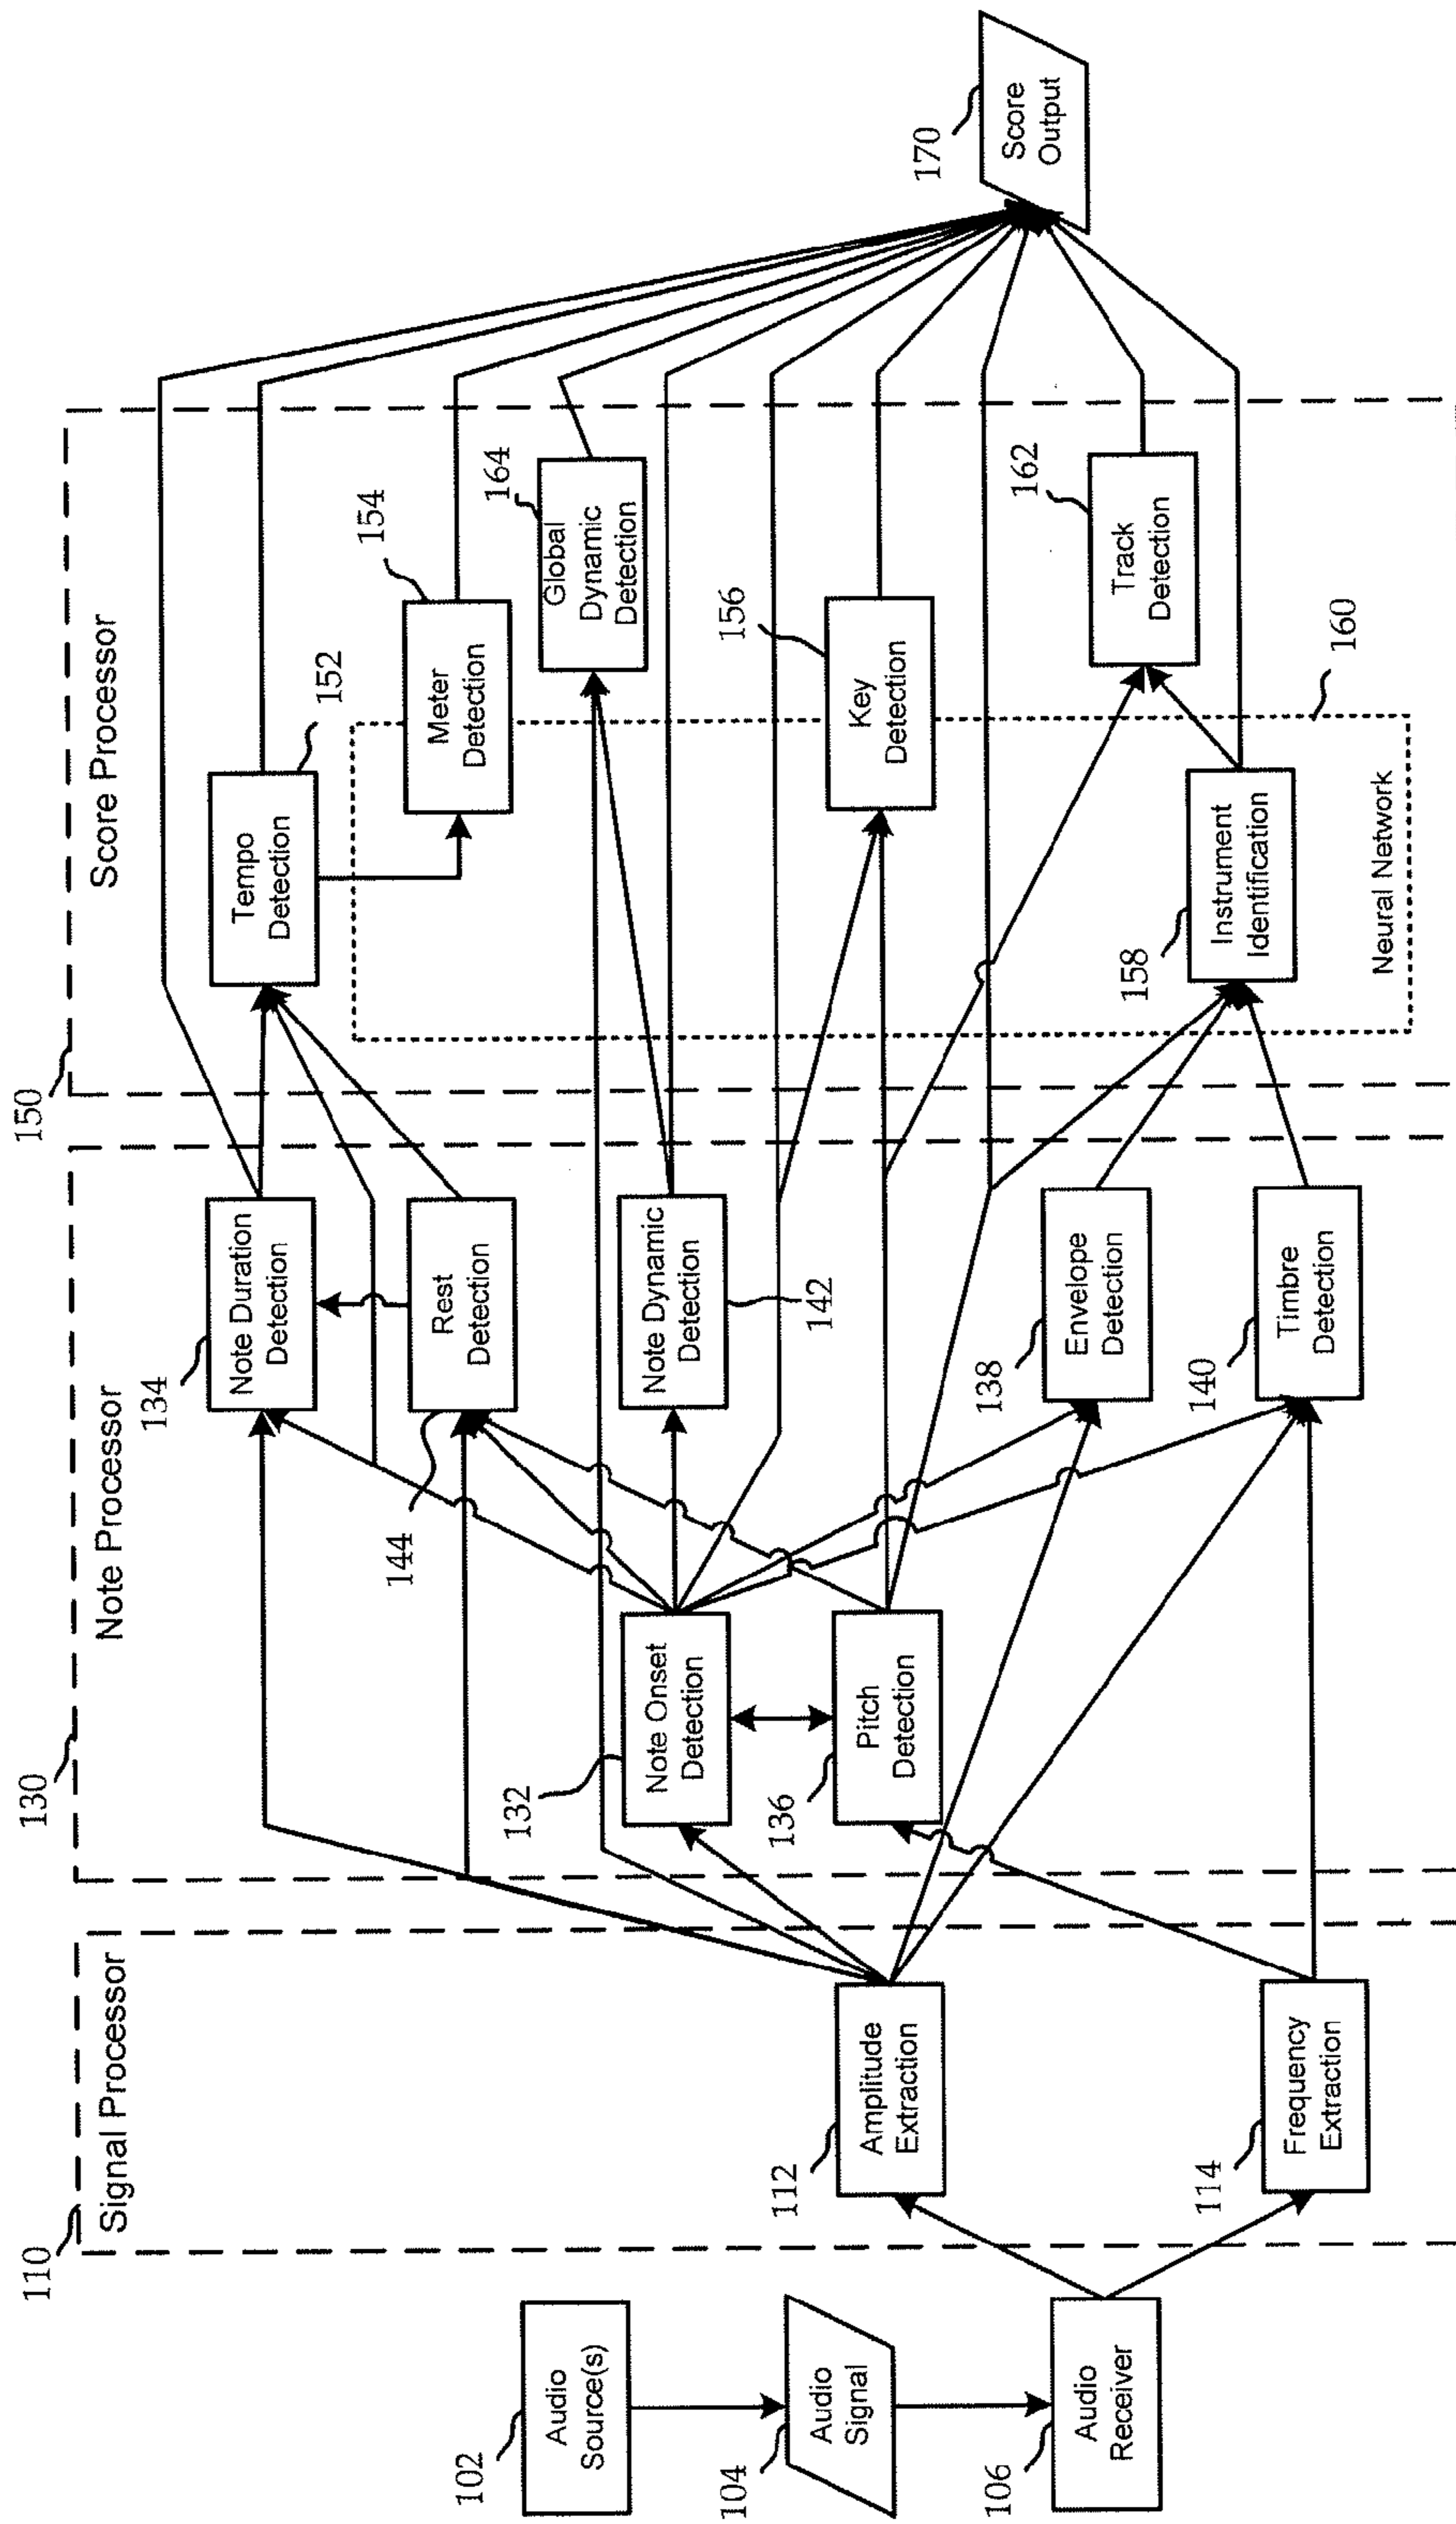 110
Signal Processor
130
Note Processor
150
Score Processor
102
Audio
Source(s)
104
Audio
Signal
106
Audio
Receiver
112
Amplitude
Extraction
114
Frequency
Extraction
134
Note Duration
Detection
144
Rest
Detection
132
Note Onset
Detection
142
Note Dynamic
Detection
136
Pitch
Detection
138
Envelope
Detection
140
Timbre
Detection
152
Tempo
Detection
154
Meter
Detection
164
Global
Dynamic
Detection
156
Key
Detection
162
Track
Detection
158
Instrument
Identification
160
Neural Network
170
Score
Output